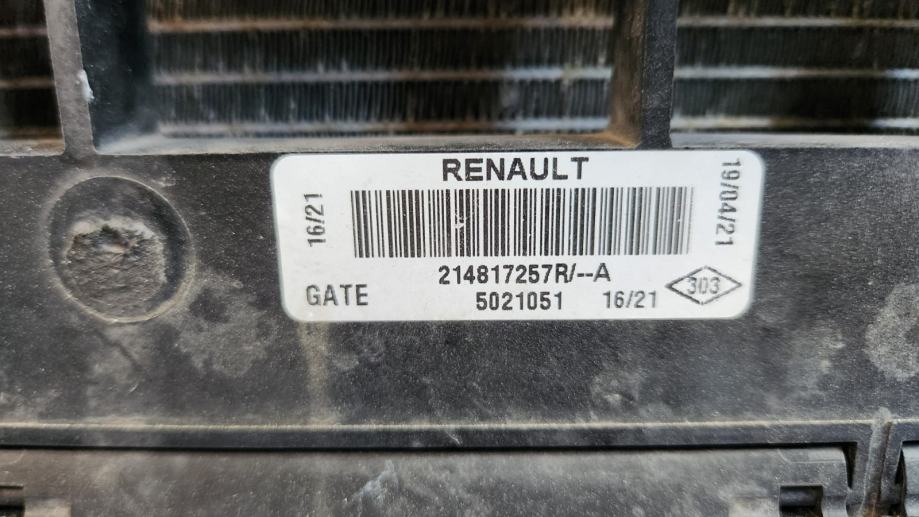 RENAULT
16/21
19/04/21
214817257R/--A
GATE 5021051 16/21 303